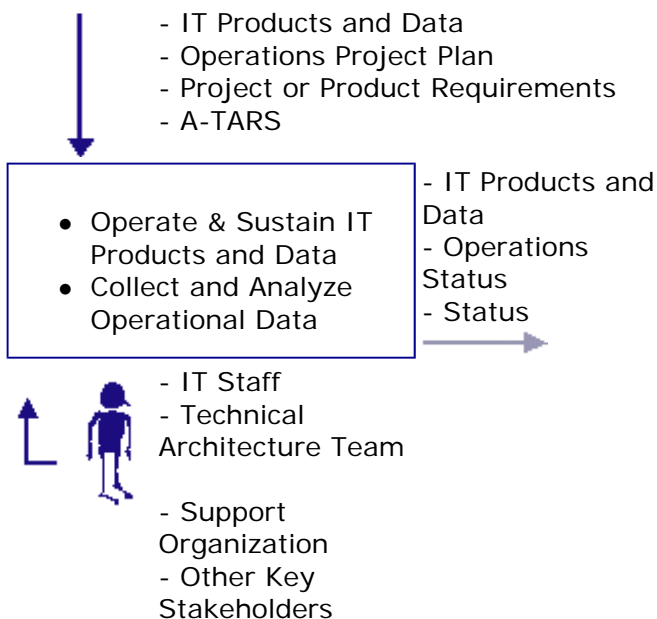 - IT Products and Data
- Operations Project Plan
- Project or Product Requirements
- A-TARS
● Operate & Sustain IT
Products and Data
● Collect and Analyze
Operational Data
- IT Products and
Data
- Operations
Status
- Status
- IT Staff
- Technical
Architecture Team
- Support
Organization
- Other Key
Stakeholders